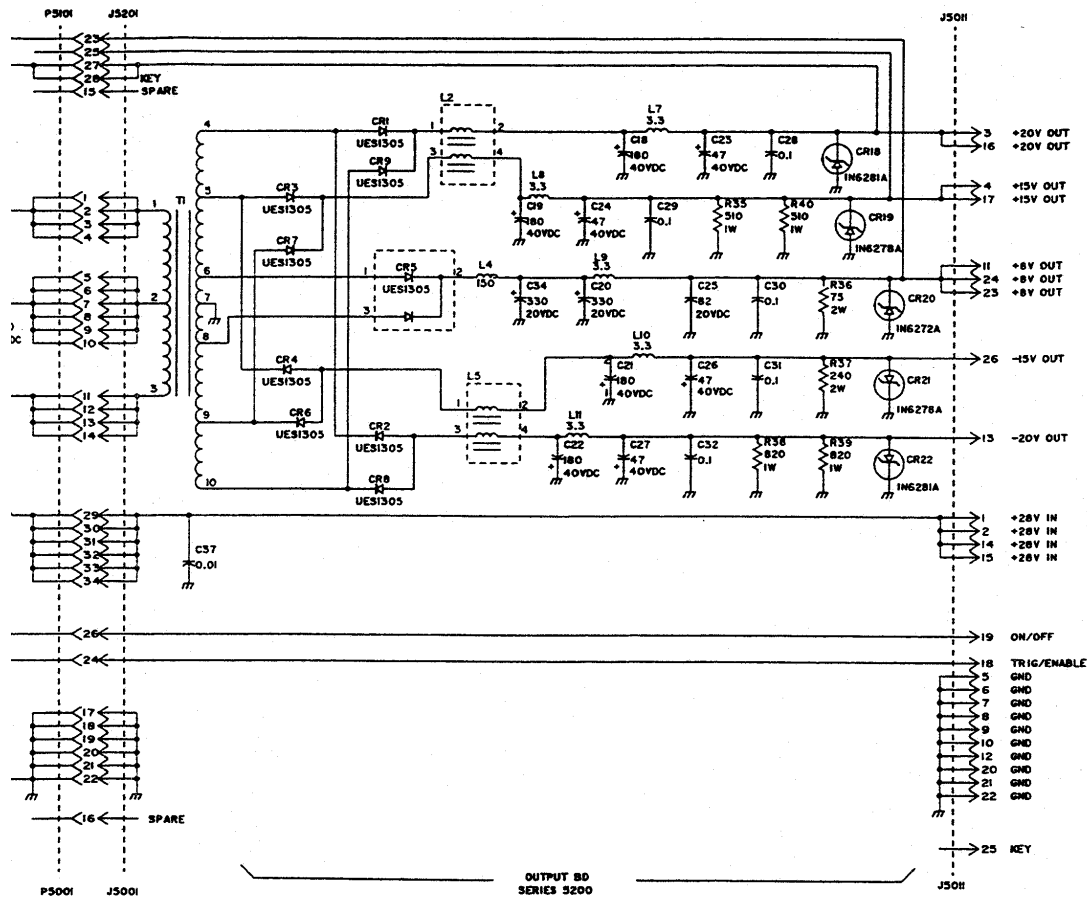 P5101 J5201 J5011
23
25
27
28 KEY
15 SPARE
L2
4 CR1 1 2 L7
UES1305 3.3
C18 180 40VDC
C25 47 40VDC
C28 0.1
CR18
1N6281A
3 +20V OUT
16 +20V OUT
CR9 3 4
UES1305
5 CR3
UES1305
L8
3.3
C19 180 40VDC
C24 47 40VDC
C29 0.1
R35 510 1W
R40 510 1W
CR19
1N6278A
4 +15V OUT
17 +15V OUT
1
2
3
4
T1
1
CR7
UES1305
6 1 CR5 12 L4
UES1305 150
L9
3.3
C34 330 20VDC
C20 330 20VDC
C25 82 20VDC
C30 0.1
R36 75 2W
CR20
1N6272A
11 +8V OUT
24 +8V OUT
23 +8V OUT
5
6
7 2
8
9
10
DC
7
3
8
L10
3.3
2
C21
1 180
40VDC
C26 47 40VDC
C31 0.1
R37 240 2W
CR21
1N6278A
26 -15V OUT
CR4
UES1305
L5
1 12
3
11
12
13
14
9 CR6
UES1305
CR2
UES1305
3 4
L11
3.3
C22 180 40VDC
C27 47 40VDC
C32 0.1
R38 820 1W
R39 820 1W
CR22
1N6281A
13 -20V OUT
10 CR8
UES1305
29
30
31
32
33
34
C37
0.01
1 +28V IN
2 +28V IN
14 +28V IN
15 +28V IN
26 19 ON/OFF
24 18 TRIG/ENABLE
5 GND
6 GND
7 GND
8 GND
9 GND
10 GND
12 GND
20 GND
21 GND
22 GND
17
18
19
20
21
22
16 SPARE
25 KEY
P5001 J5001 J5011
OUTPUT BD
SERIES 5200